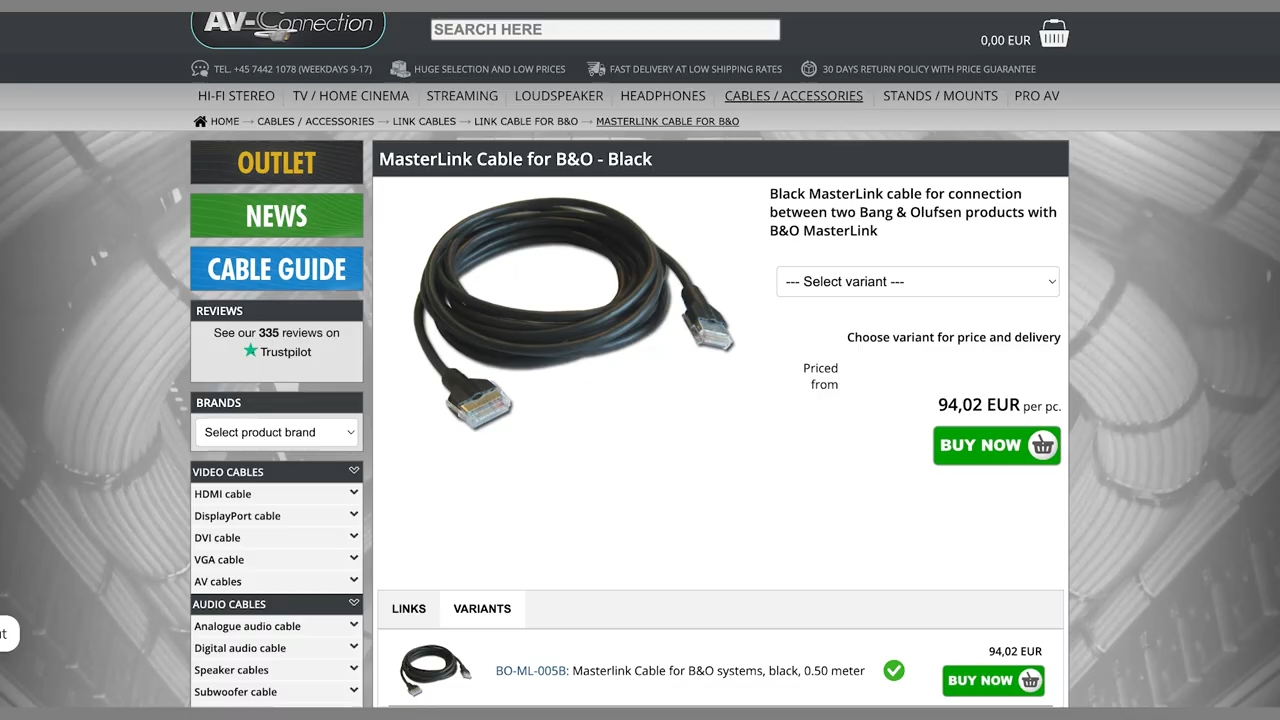 AV-Connection
SEARCH HERE
0,00 EUR
TEL. +45 7442 1078 (WEEKDAYS 9-17)
HUGE SELECTION AND LOW PRICES
FAST DELIVERY AT LOW SHIPPING RATES
30 DAYS RETURN POLICY WITH PRICE GUARANTEE
HI-FI STEREO
TV / HOME CINEMA
STREAMING
LOUDSPEAKER
HEADPHONES
CABLES / ACCESSORIES
STANDS / MOUNTS
PRO AV
HOME → CABLES / ACCESSORIES → LINK CABLES → LINK CABLE FOR B&O → MASTERLINK CABLE FOR B&O
OUTLET
NEWS
CABLE GUIDE
REVIEWS
See our 335 reviews on
Trustpilot
BRANDS
Select product brand
VIDEO CABLES
HDMI cable
DisplayPort cable
DVI cable
VGA cable
AV cables
AUDIO CABLES
Analogue audio cable
Digital audio cable
Speaker cables
Subwoofer cable
MasterLink Cable for B&O - Black
Black MasterLink cable for connection
between two Bang & Olufsen products with
B&O MasterLink
--- Select variant ---
Choose variant for price and delivery
Priced
from
94,02 EUR per pc.
BUY NOW
LINKS
VARIANTS
BO-ML-005B: Masterlink Cable for B&O systems, black, 0.50 meter
94,02 EUR
BUY NOW